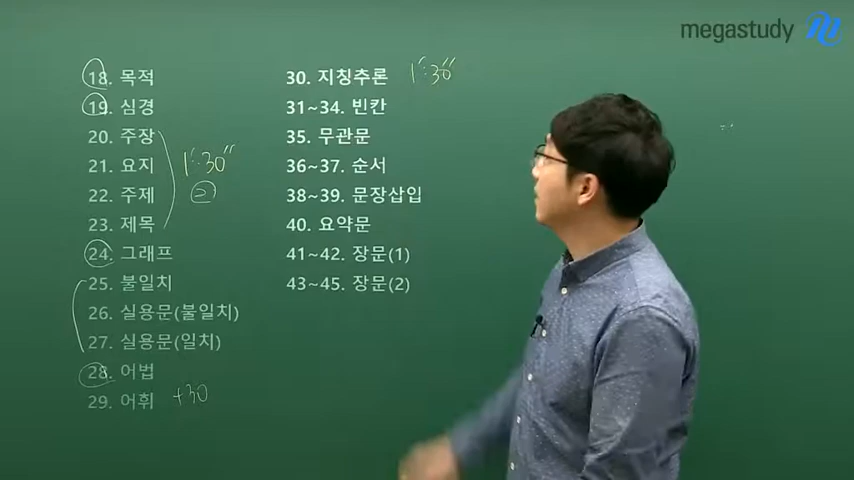 megastudy
18. 목적
19. 심경
20. 주장
21. 요지 1':30"
22. 주제 2
23. 제목
24. 그래프
25. 불일치
26. 실용문(불일치)
27. 실용문(일치)
28. 어법
29. 어휘 +30
30. 지칭추론 1':30"
31~34. 빈칸
35. 무관문
36~37. 순서
38~39. 문장삽입
40. 요약문
41~42. 장문(1)
43~45. 장문(2)